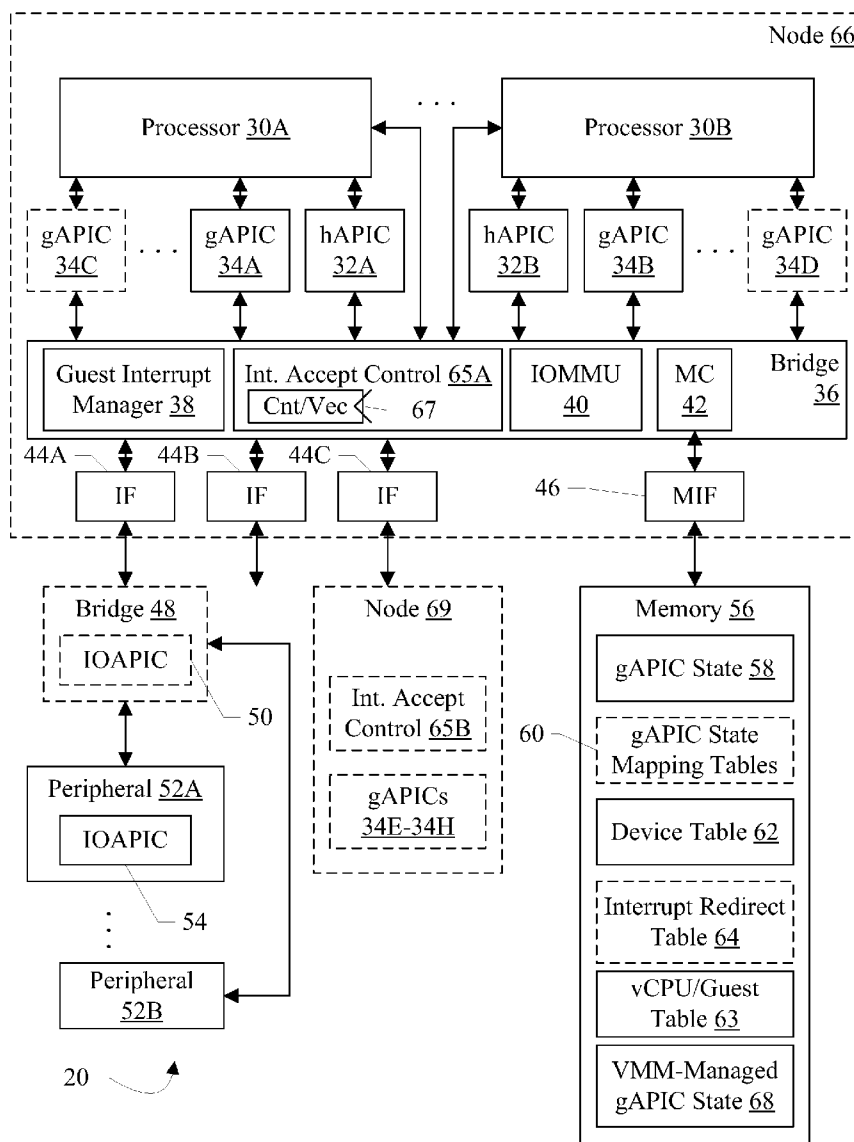 Node 66
Processor 30A
. . .
Processor 30B
gAPIC
34C
. . .
gAPIC
34A
hAPIC
32A
hAPIC
32B
gAPIC
34B
. . .
gAPIC
34D
Guest Interrupt
Manager 38
Int. Accept Control 65A
Cnt/Vec
67
IOMMU
40
MC
42
Bridge
36
44A
IF
44B
IF
44C
IF
46
MIF
Bridge 48
IOAPIC
50
Peripheral 52A
IOAPIC
54
Peripheral
52B
20
Node 69
Int. Accept
Control 65B
gAPICs
34E-34H
Memory 56
gAPIC State 58
60
gAPIC State
Mapping Tables
Device Table 62
Interrupt Redirect
Table 64
vCPU/Guest
Table 63
VMM-Managed
gAPIC State 68